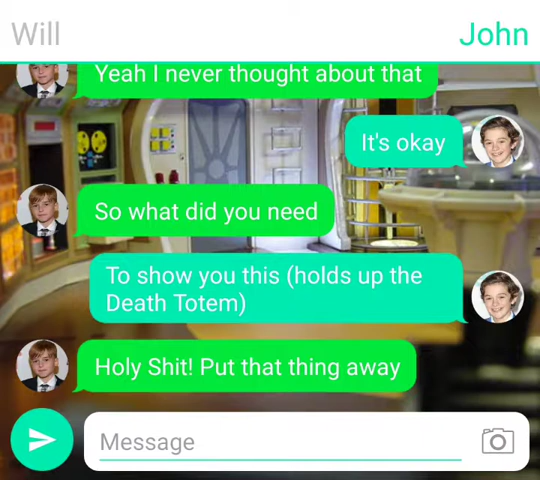 Will
John
Yeah I never thought about that
It's okay
So what did you need
To show you this (holds up the
Death Totem)
Holy Shit! Put that thing away
Message